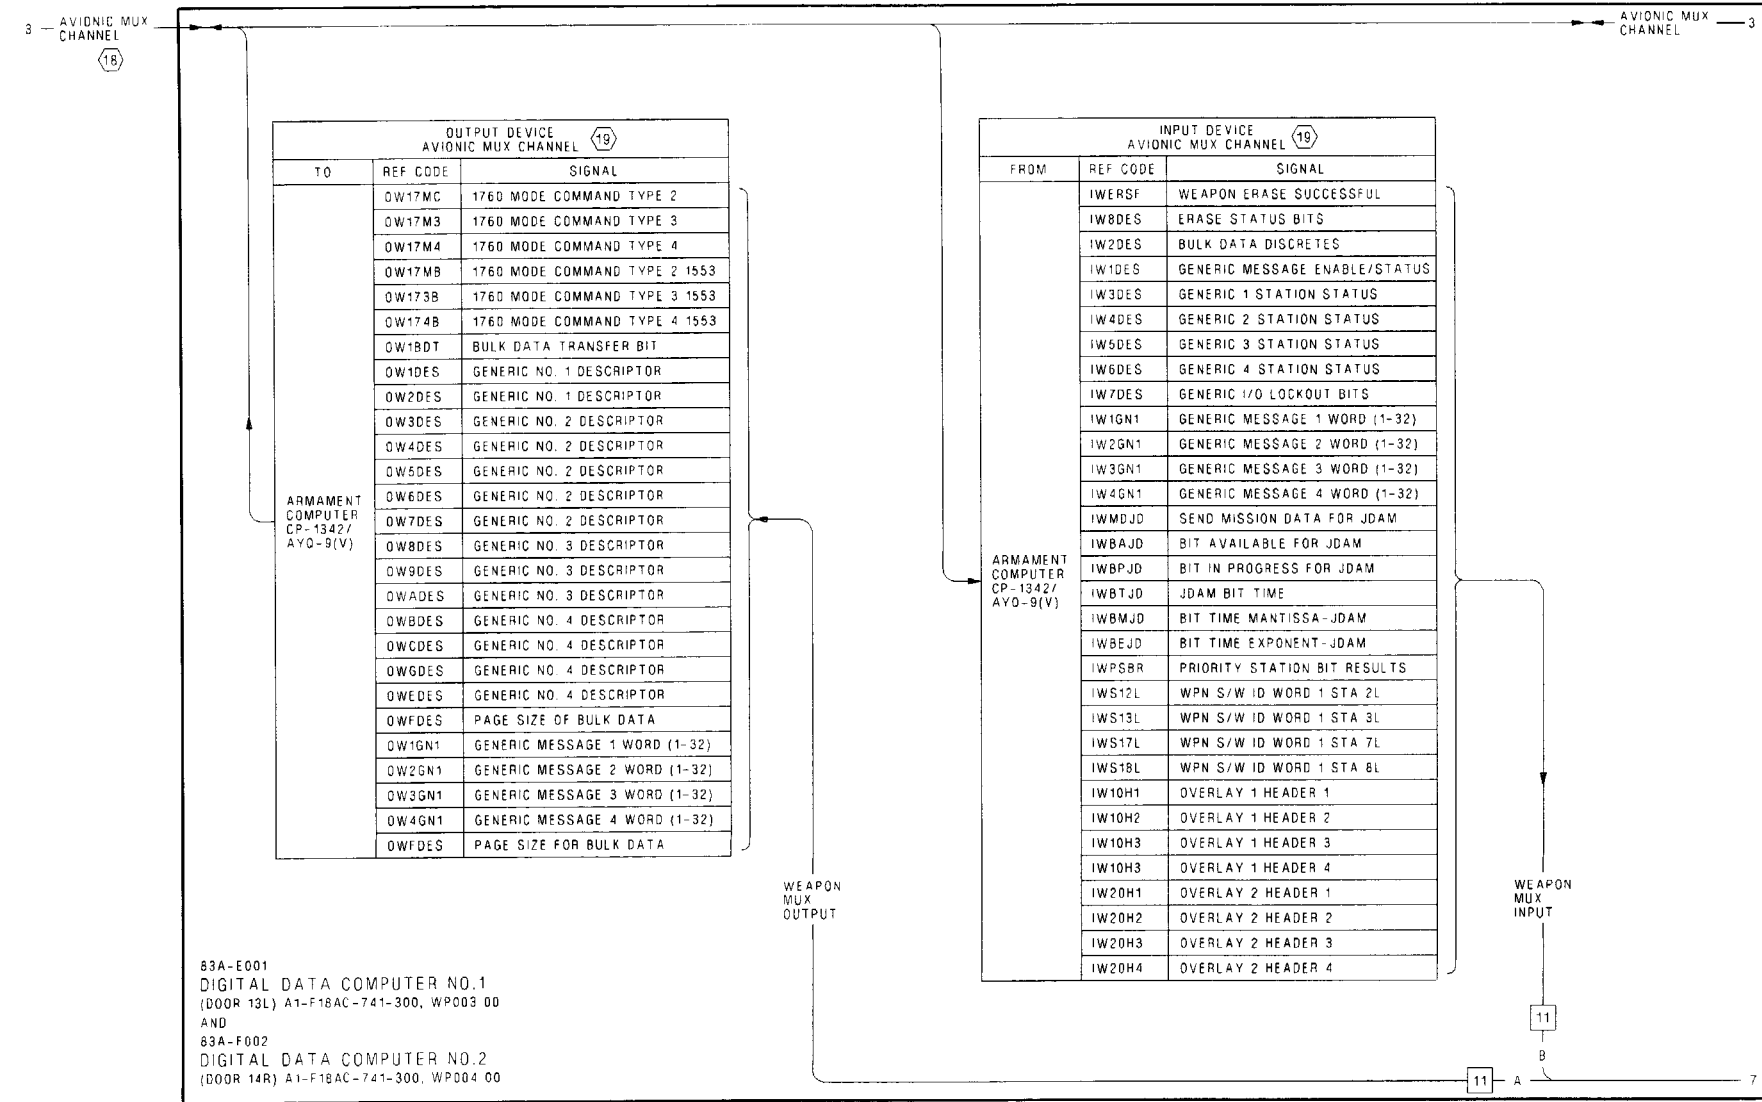 3 AVIONIC MUX CHANNEL
18
AVIONIC MUX CHANNEL 3
OUTPUT DEVICE
AVIONIC MUX CHANNEL 19
TO REF CODE SIGNAL
ARMAMENT
COMPUTER
CP-1342/
AYQ-9(V)
OW17MC 1760 MODE COMMAND TYPE 2
OW17M3 1760 MODE COMMAND TYPE 3
OW17M4 1760 MODE COMMAND TYPE 4
OW17MB 1760 MODE COMMAND TYPE 2 1553
OW173B 1760 MODE COMMAND TYPE 3 1553
OW174B 1760 MODE COMMAND TYPE 4 1553
OW1BDT BULK DATA TRANSFER BIT
OW1DES GENERIC NO. 1 DESCRIPTOR
OW2DES GENERIC NO. 1 DESCRIPTOR
OW3DES GENERIC NO. 2 DESCRIPTOR
OW4DES GENERIC NO. 2 DESCRIPTOR
OW5DES GENERIC NO. 2 DESCRIPTOR
OW6DES GENERIC NO. 2 DESCRIPTOR
OW7DES GENERIC NO. 2 DESCRIPTOR
OW8DES GENERIC NO. 3 DESCRIPTOR
OW9DES GENERIC NO. 3 DESCRIPTOR
OWADES GENERIC NO. 3 DESCRIPTOR
OWBDES GENERIC NO. 4 DESCRIPTOR
OWCDES GENERIC NO. 4 DESCRIPTOR
OWGDES GENERIC NO. 4 DESCRIPTOR
OWEDES GENERIC NO. 4 DESCRIPTOR
OWFDES PAGE SIZE OF BULK DATA
OW1GN1 GENERIC MESSAGE 1 WORD (1-32)
OW2GN1 GENERIC MESSAGE 2 WORD (1-32)
OW3GN1 GENERIC MESSAGE 3 WORD (1-32)
OW4GN1 GENERIC MESSAGE 4 WORD (1-32)
OWFDES PAGE SIZE FOR BULK DATA
WEAPON
MUX
OUTPUT
INPUT DEVICE
AVIONIC MUX CHANNEL 19
FROM REF CODE SIGNAL
ARMAMENT
COMPUTER
CP-1342/
AYQ-9(V)
IWERSF WEAPON ERASE SUCCESSFUL
IW8DES ERASE STATUS BITS
IW2DES BULK DATA DISCRETES
IW1DES GENERIC MESSAGE ENABLE/STATUS
IW3DES GENERIC 1 STATION STATUS
IW4DES GENERIC 2 STATION STATUS
IW5DES GENERIC 3 STATION STATUS
IW6DES GENERIC 4 STATION STATUS
IW7DES GENERIC I/O LOCKOUT BITS
IW1GN1 GENERIC MESSAGE 1 WORD (1-32)
IW2GN1 GENERIC MESSAGE 2 WORD (1-32)
IW3GN1 GENERIC MESSAGE 3 WORD (1-32)
IW4GN1 GENERIC MESSAGE 4 WORD (1-32)
IWMDJD SEND MISSION DATA FOR JDAM
IWBAJD BIT AVAILABLE FOR JDAM
IWBPJD BIT IN PROGRESS FOR JDAM
IWBTJD JDAM BIT TIME
IWBMJD BIT TIME MANTISSA-JDAM
IWBEJD BIT TIME EXPONENT-JDAM
IWPSBR PRIORITY STATION BIT RESULTS
IWS12L WPN S/W ID WORD 1 STA 2L
IWS13L WPN S/W ID WORD 1 STA 3L
IWS17L WPN S/W ID WORD 1 STA 7L
IWS18L WPN S/W ID WORD 1 STA 8L
IW1OH1 OVERLAY 1 HEADER 1
IW1OH2 OVERLAY 1 HEADER 2
IW1OH3 OVERLAY 1 HEADER 3
IW1OH3 OVERLAY 1 HEADER 4
IW2OH1 OVERLAY 2 HEADER 1
IW2OH2 OVERLAY 2 HEADER 2
IW2OH3 OVERLAY 2 HEADER 3
IW2OH4 OVERLAY 2 HEADER 4
WEAPON
MUX
INPUT
11
B
11 A 7
83A-E001
DIGITAL DATA COMPUTER NO.1
(DOOR 13L) A1-F18AC-741-300, WP003 00
AND
83A-F002
DIGITAL DATA COMPUTER NO.2
(DOOR 14R) A1-F18AC-741-300, WP004 00